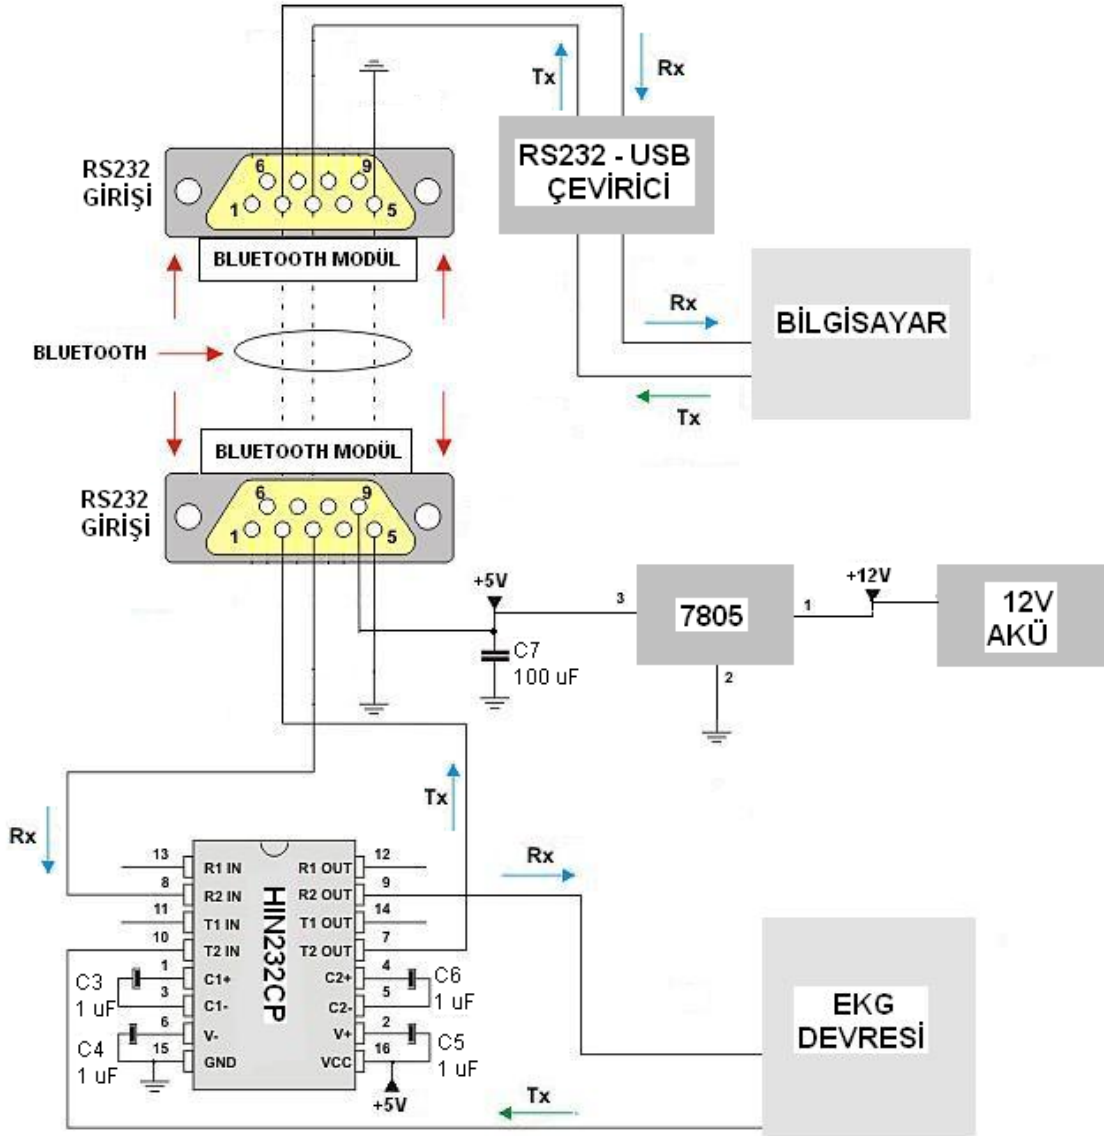 Tx
Rx
RS232
GİRİŞİ
6
9
1
5
RS232 - USB
ÇEVİRİCİ
BLUETOOTH MODÜL
Rx
BİLGİSAYAR
BLUETOOTH
Tx
BLUETOOTH MODÜL
RS232
GİRİŞİ
6
9
1
5
+5V
3
7805
1
+12V
12V
AKÜ
C7
100 uF
2
Tx
Rx
Rx
HIN232CP
13
R1 IN
R1 OUT
12
8
R2 IN
R2 OUT
9
11
T1 IN
T1 OUT
14
10
T2 IN
T2 OUT
7
C3
1 uF
1
C1+
C2+
4
C6
1 uF
3
C1-
C2-
5
C4
1 uF
6
V-
V+
2
C5
1 uF
15
GND
VCC
16
+5V
EKG
DEVRESİ
Tx